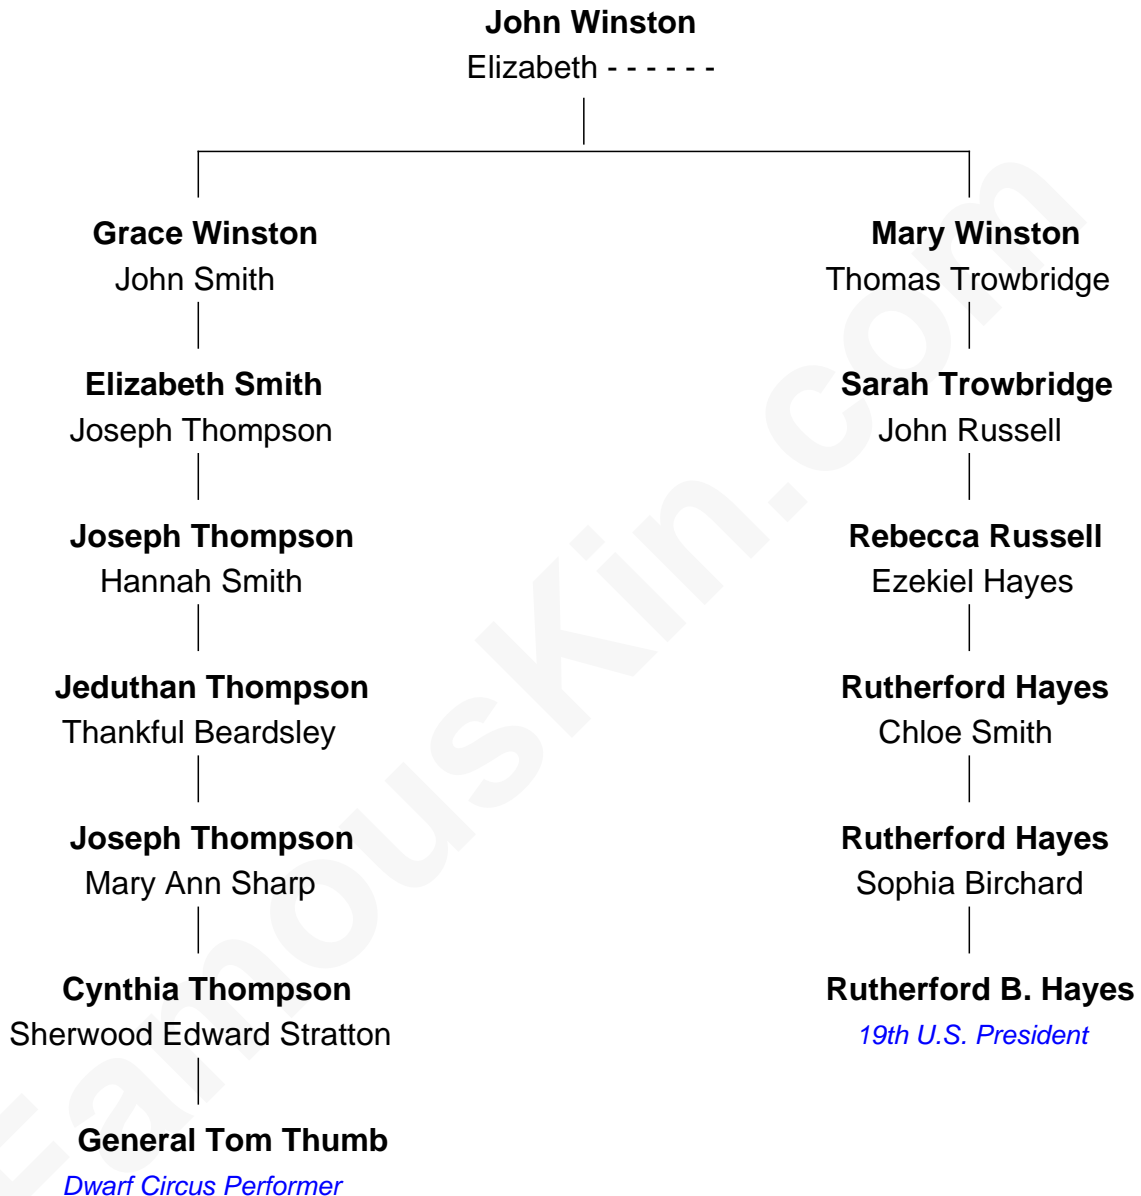 John Winston
Elizabeth - - - - - -
Grace Winston
John Smith
Mary Winston
Thomas Trowbridge
Elizabeth Smith
Joseph Thompson
Sarah Trowbridge
John Russell
Joseph Thompson
Hannah Smith
Rebecca Russell
Ezekiel Hayes
Jeduthan Thompson
Thankful Beardsley
Rutherford Hayes
Chloe Smith
Joseph Thompson
Mary Ann Sharp
Rutherford Hayes
Sophia Birchard
Cynthia Thompson
Sherwood Edward Stratton
Rutherford B. Hayes
19th U.S. President
General Tom Thumb
Dwarf Circus Performer
FamousKin.com